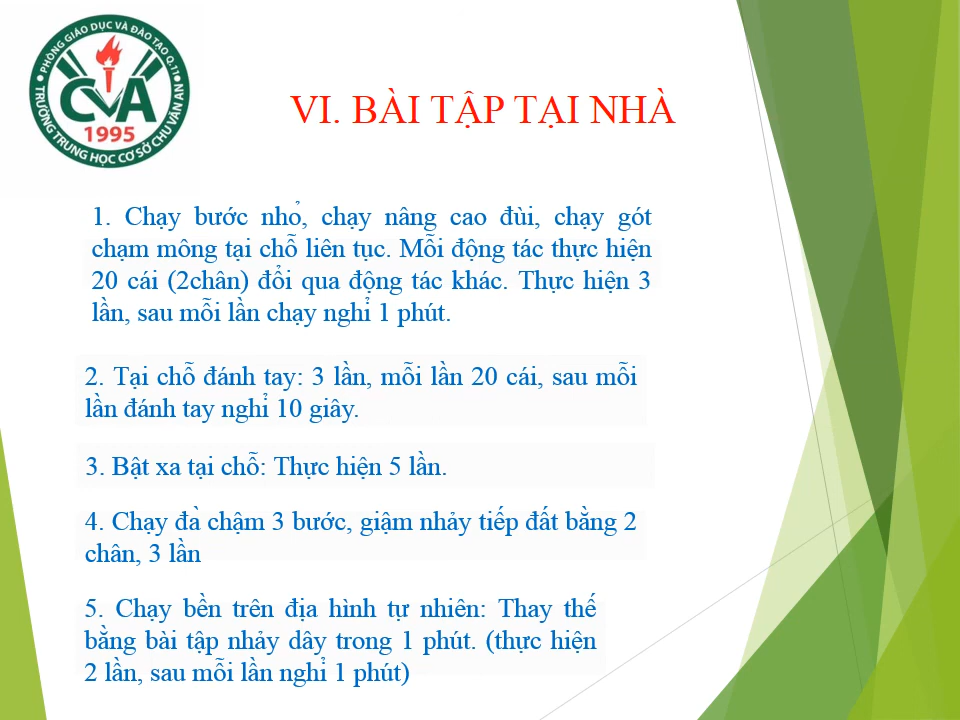 PHÒNG GIÁO DỤC VÀ ĐÀO TẠO Q.11
CVA
1995
TRƯỜNG TRUNG HỌC CƠ SỞ CHU VĂN AN
VI. BÀI TẬP TẠI NHÀ
1. Chạy bước nhỏ, chạy nâng cao đùi, chạy gót
chạm mông tại chỗ liên tục. Mỗi động tác thực hiện
20 cái (2chân) đổi qua động tác khác. Thực hiện 3
lần, sau mỗi lần chạy nghỉ 1 phút.
2. Tại chỗ đánh tay: 3 lần, mỗi lần 20 cái, sau mỗi
lần đánh tay nghỉ 10 giây.
3. Bật xa tại chỗ: Thực hiện 5 lần.
4. Chạy đà chậm 3 bước, giậm nhảy tiếp đất bằng 2
chân, 3 lần
5. Chạy bền trên địa hình tự nhiên: Thay thế
bằng bài tập nhảy dây trong 1 phút. (thực hiện
2 lần, sau mỗi lần nghỉ 1 phút)